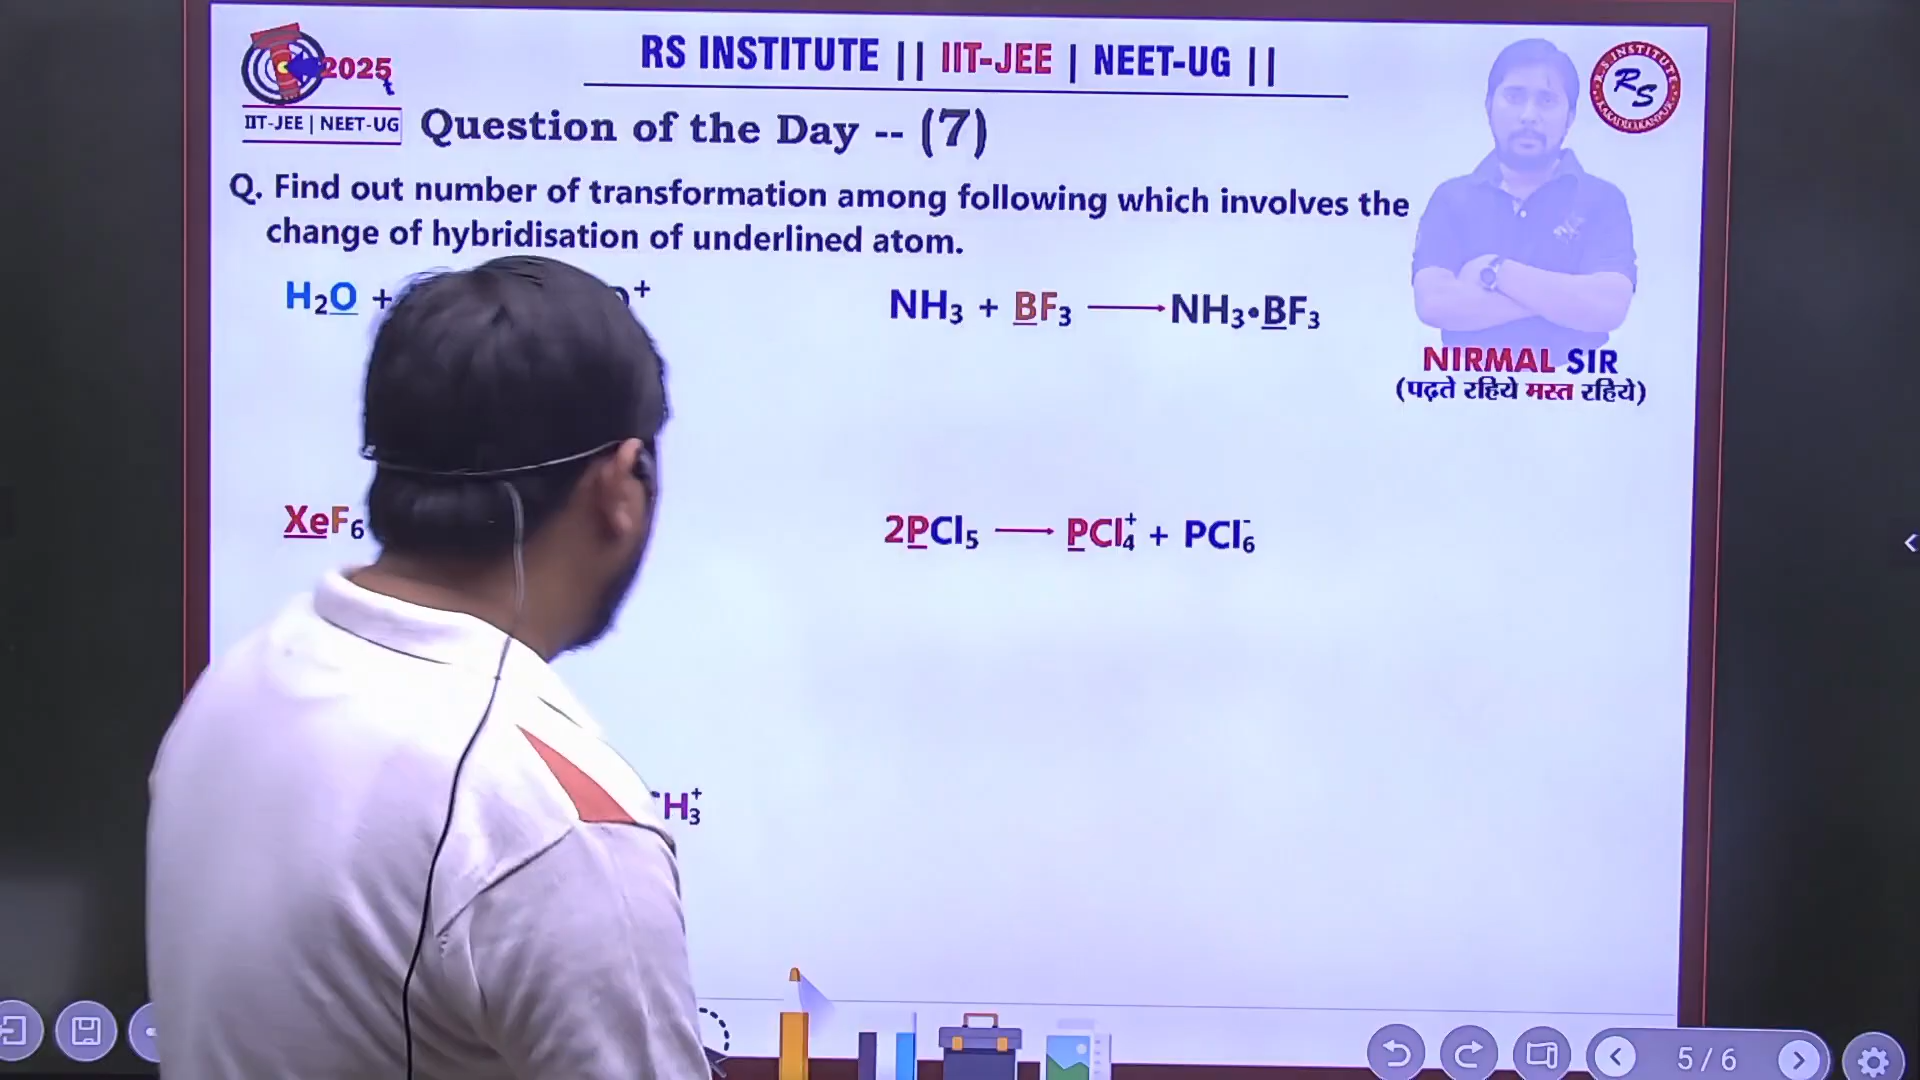 2025
IIT-JEE | NEET-UG
RS INSTITUTE || IIT-JEE | NEET-UG ||
Question of the Day -- (7)
R.S INSTITUTE
RS
Q. Find out number of transformation among following which involves the
change of hybridisation of underlined atom.
H₂O +
⁺
NH₃ + BF₃ ⟶ NH₃•BF₃
NIRMAL SIR
(पढ़ते रहिये मस्त रहिये)
XeF₆
2PCl₅ ⟶ PCl₄⁺ + PCl₆⁻
H₃⁺
5 / 6